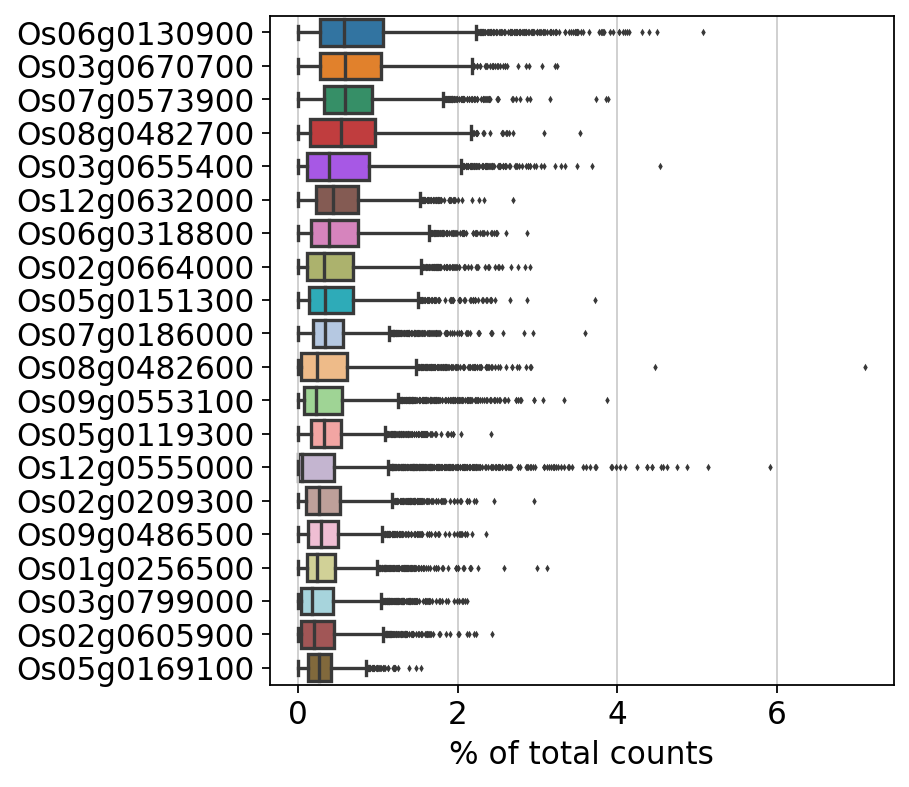 Os06g0130900
Os03g0670700
Os07g0573900
Os08g0482700
Os03g0655400
Os12g0632000
Os06g0318800
Os02g0664000
Os05g0151300
Os07g0186000
Os08g0482600
Os09g0553100
Os05g0119300
Os12g0555000
Os02g0209300
Os09g0486500
Os01g0256500
Os03g0799000
Os02g0605900
Os05g0169100
0 2 4 6
% of total counts